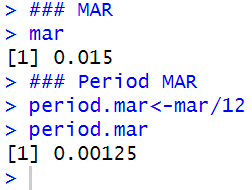 > ### MAR
> mar
[1] 0.015
> ### Period MAR
> period.mar<-mar/12
> period.mar
[1] 0.00125
>